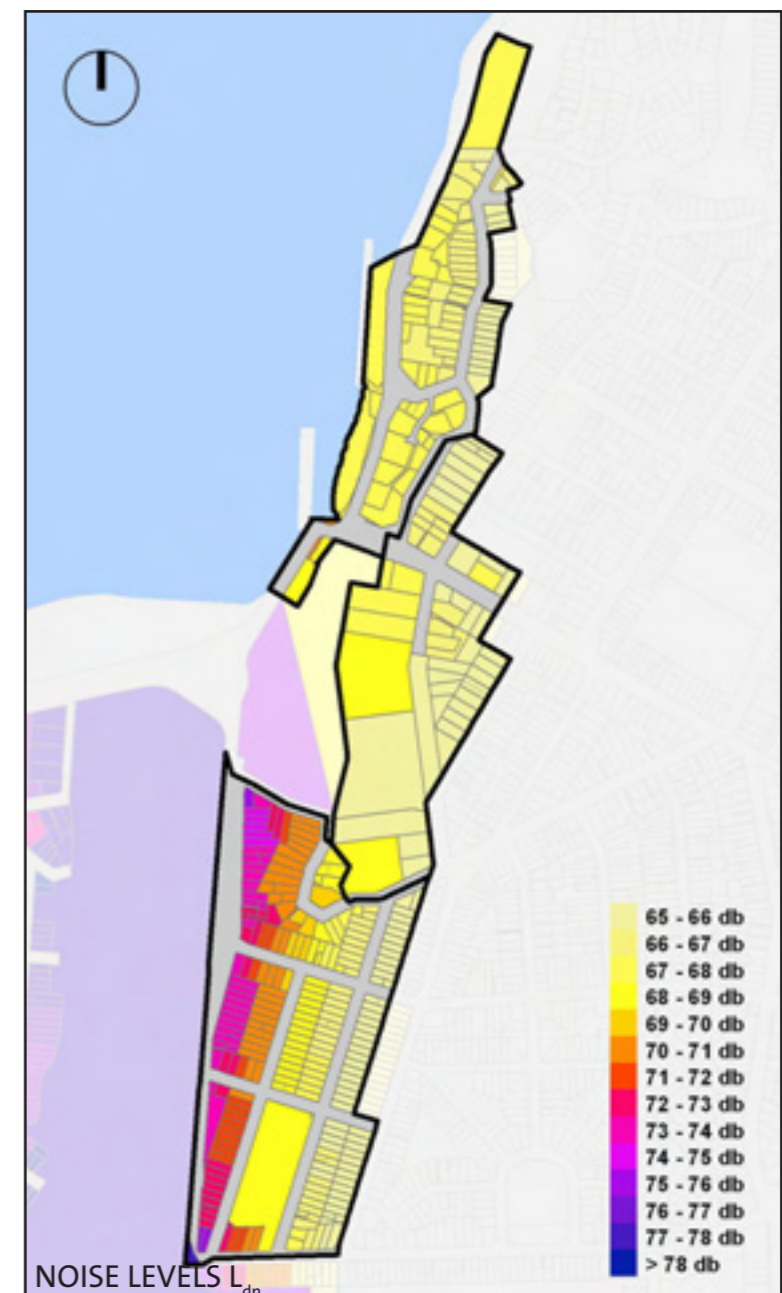 65 - 66 db
66 - 67 db
67 - 68 db
68 - 69 db
69 - 70 db
70 - 71 db
71 - 72 db
72 - 73 db
73 - 74 db
74 - 75 db
75 - 76 db
76 - 77 db
77 - 78 db
> 78 db
NOISE LEVELS Ldn